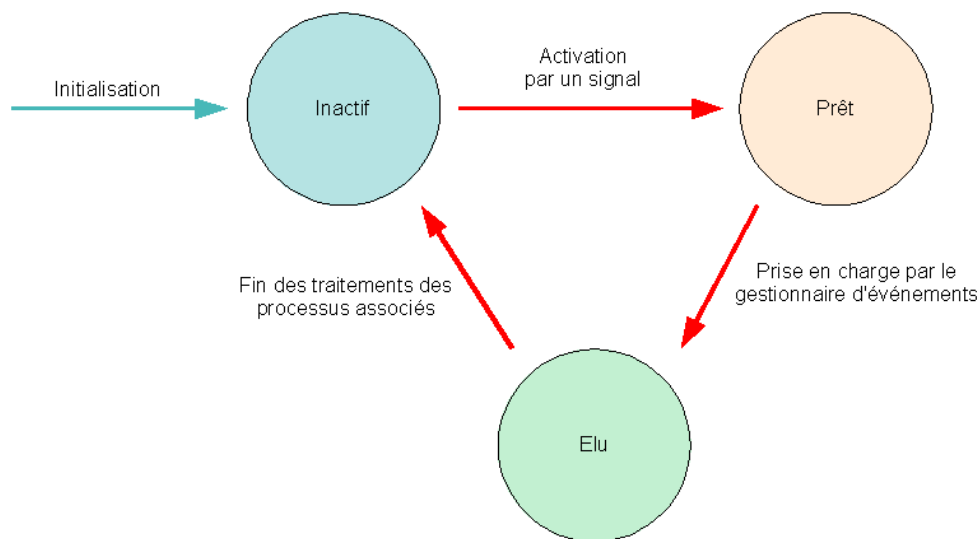 Initialisation
Inactif
Activation
par un signal
Prêt
Fin des traitements des
processus associés
Prise en charge par le
gestionnaire d'événements
Elu